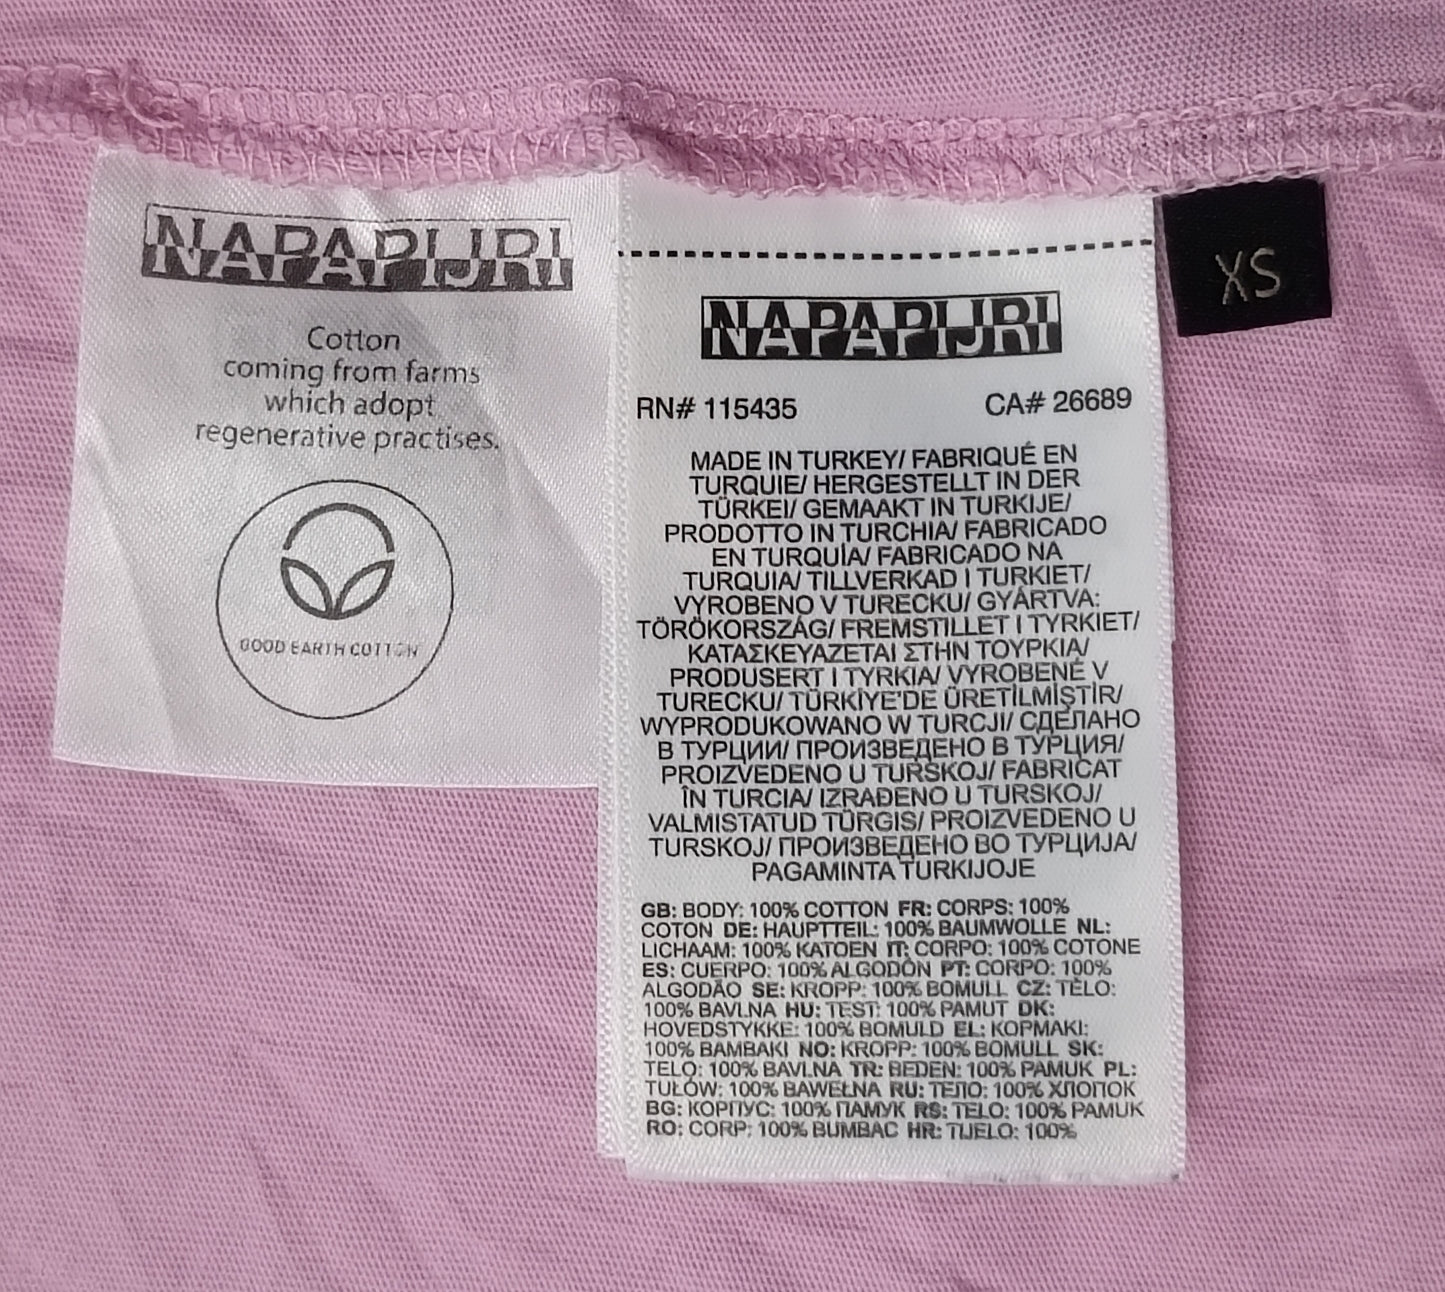 NAPAPIJRI
Cotton
coming from farms
which adopt
regenerative practises.
GOOD EARTH COTTON
NAPAPIJRI
RN# 115435 CA# 26689
MADE IN TURKEY/ FABRIQUÉ EN
TURQUIE/ HERGESTELLT IN DER
TÜRKEI/ GEMAAKT IN TURKIJE/
PRODOTTO IN TURCHIA/ FABRICADO
EN TURQUÍA/ FABRICADO NA
TURQUIA/ TILLVERKAD I TURKIET/
VYROBENO V TURECKU/ GYÁRTVA:
TÖRÖKORSZÁG/ FREMSTILLET I TYRKIET/
ΚΑΤΑΣΚΕΥΑΖΕΤΑΙ ΣΤΗΝ ΤΟΥΡΚΙΑ/
PRODUSERT I TYRKIA/ VYROBENÉ V
TURECKU/ TÜRKİYE'DE ÜRETİLMİŞTİR/
WYPRODUKOWANO W TURCJI/ СДЕЛАНО
В ТУРЦИИ/ ПРОИЗВЕДЕНО В ТУРЦИЯ/
PROIZVEDENO U TURSKOJ/ FABRICAT
ÎN TURCIA/ IZRAĐENO U TURSKOJ/
VALMISTATUD TÜRGIS/ PROIZVEDENO U
TURSKOJ/ ПРОИЗВЕДЕНО ВО ТУРЦИЈА/
PAGAMINTA TURKIJOJE
GB: BODY: 100% COTTON FR: CORPS: 100%
COTON DE: HAUPTTEIL: 100% BAUMWOLLE NL:
LICHAAM: 100% KATOEN IT: CORPO: 100% COTONE
ES: CUERPO: 100% ALGODÓN PT: CORPO: 100%
ALGODÃO SE: KROPP: 100% BOMULL CZ: TĚLO:
100% BAVLNA HU: TEST: 100% PAMUT DK:
HOVEDSTYKKE: 100% BOMULD EL: ΚΟΡΜΑΚΙ:
100% ΒΑΜΒΑΚΙ NO: KROPP: 100% BOMULL SK:
TELO: 100% BAVLNA TR: BEDEN: 100% PAMUK PL:
TUŁÓW: 100% BAWEŁNA RU: ТЕЛО: 100% ХЛОПОК
BG: КОРПУС: 100% ПАМУК RS: TELO: 100% PAMUK
RO: CORP: 100% BUMBAC HR: TIJELO: 100%
XS